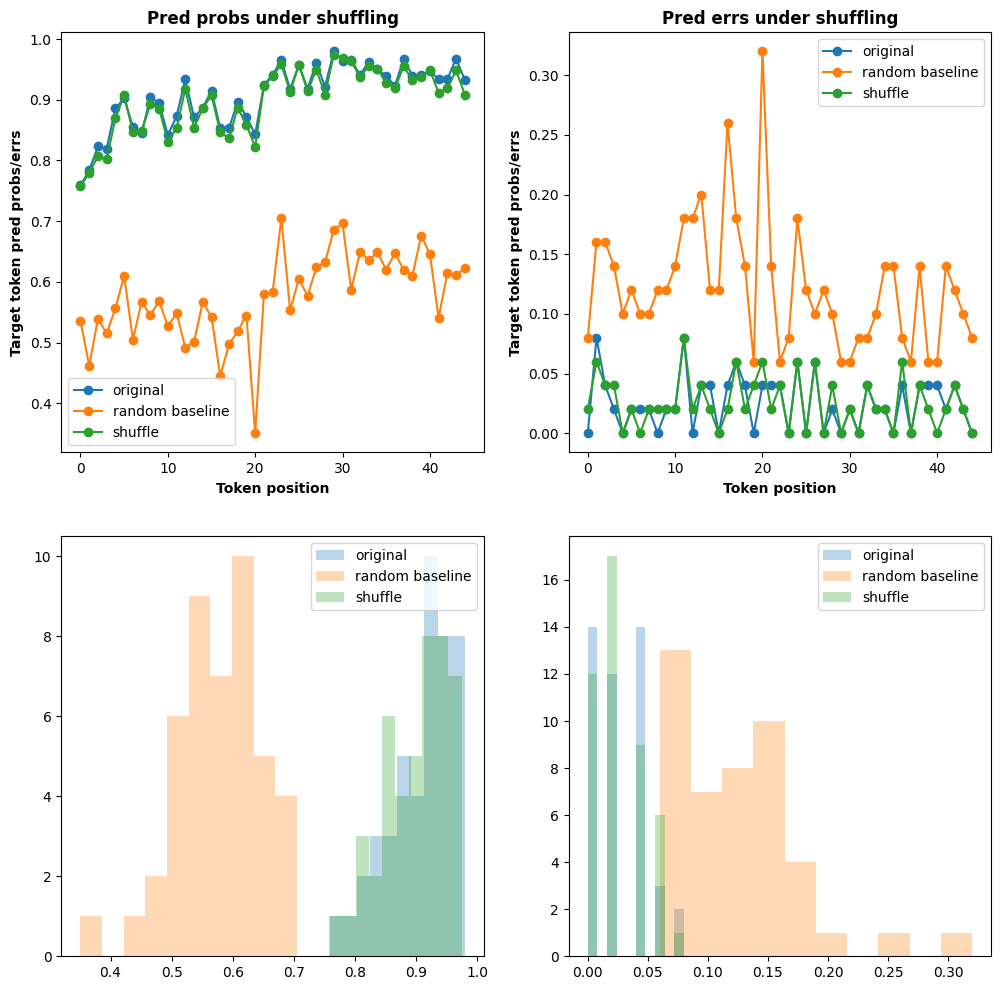 Pred probs under shuffling
Target token pred probs/errs
1.0
0.9
0.8
0.7
0.6
0.5
0.4
original
random baseline
shuffle
0 10 20 30 40
Token position
Pred errs under shuffling
Target token pred probs/errs
0.30
0.25
0.20
0.15
0.10
0.05
0.00
original
random baseline
shuffle
0 10 20 30 40
Token position
10
8
6
4
2
0
original
random baseline
shuffle
0.4 0.5 0.6 0.7 0.8 0.9 1.0
16
14
12
10
8
6
4
2
0
original
random baseline
shuffle
0.00 0.05 0.10 0.15 0.20 0.25 0.30